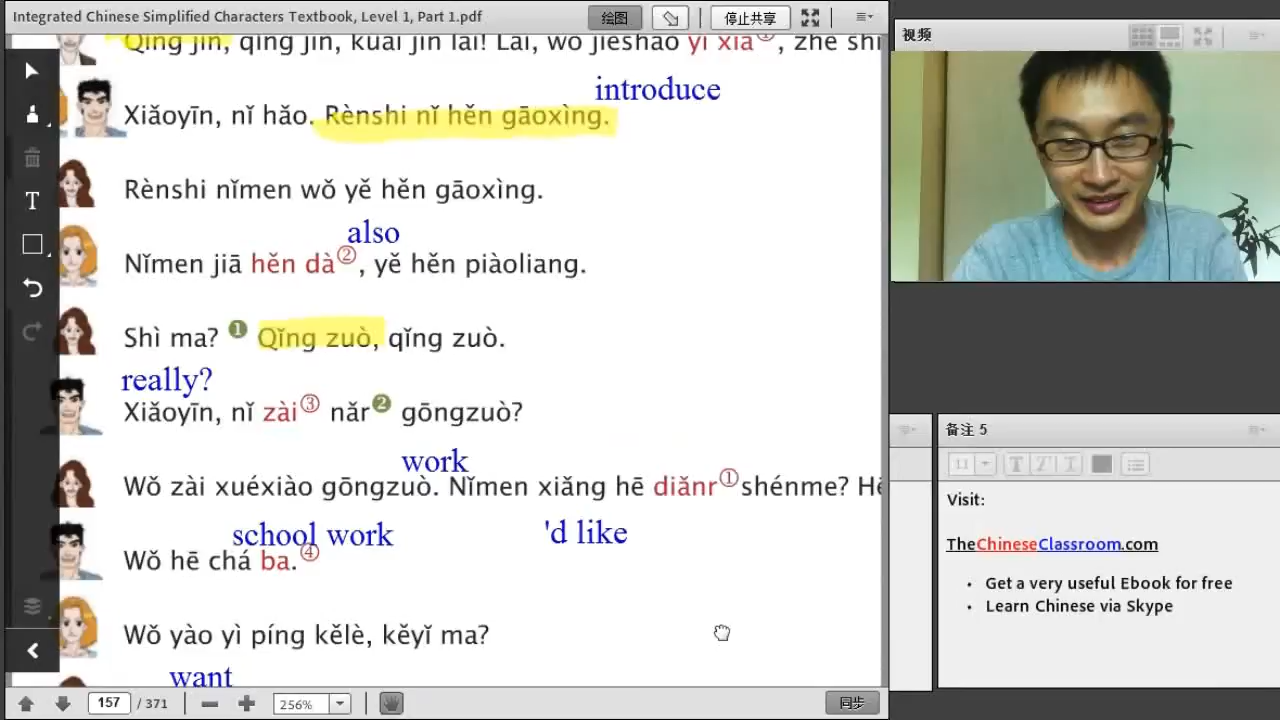 Integrated Chinese Simplified Characters Textbook, Level 1, Part 1.pdf
绘图
停止共享
视频
Qǐng jìn, qǐng jìn, kuài jìn lái! Lái, wǒ jièshào yí xià①, zhè shì
introduce
Xiǎoyīn, nǐ hǎo. Rènshi nǐ hěn gāoxìng.
Rènshi nǐmen wǒ yě hěn gāoxìng.
also
Nǐmen jiā hěn dà②, yě hěn piàoliang.
Shì ma? ❶ Qǐng zuò, qǐng zuò.
really?
Xiǎoyīn, nǐ zài③ nǎr❷ gōngzuò?
work
Wǒ zài xuéxiào gōngzuò. Nǐmen xiǎng hē diǎnr①shénme? Hē
school work
'd like
Wǒ hē chá ba.④
Wǒ yào yì píng kělè, kěyǐ ma?
want
T
157 / 371
256%
同步
备注 5
11
T T T
Visit:
TheChineseClassroom.com
• Get a very useful Ebook for free
• Learn Chinese via Skype